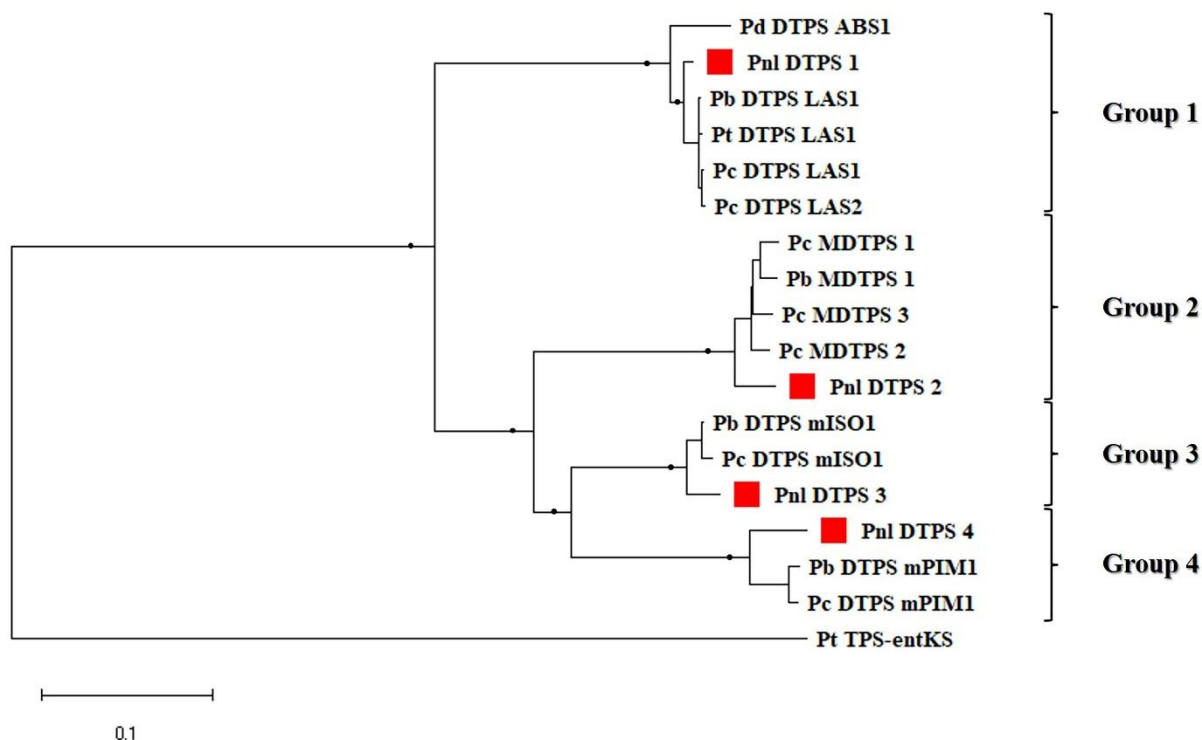 Pd DTPS ABS1
Pnl DTPS 1
Pb DTPS LAS1
Pt DTPS LAS1
Pc DTPS LAS1
Pc DTPS LAS2
Group 1
Pc MDTPS 1
Pb MDTPS 1
Pc MDTPS 3
Pc MDTPS 2
Pnl DTPS 2
Group 2
Pb DTPS mISO1
Pc DTPS mISO1
Pnl DTPS 3
Group 3
Pnl DTPS 4
Pb DTPS mPIM1
Pc DTPS mPIM1
Group 4
Pt TPS-entKS
0.1